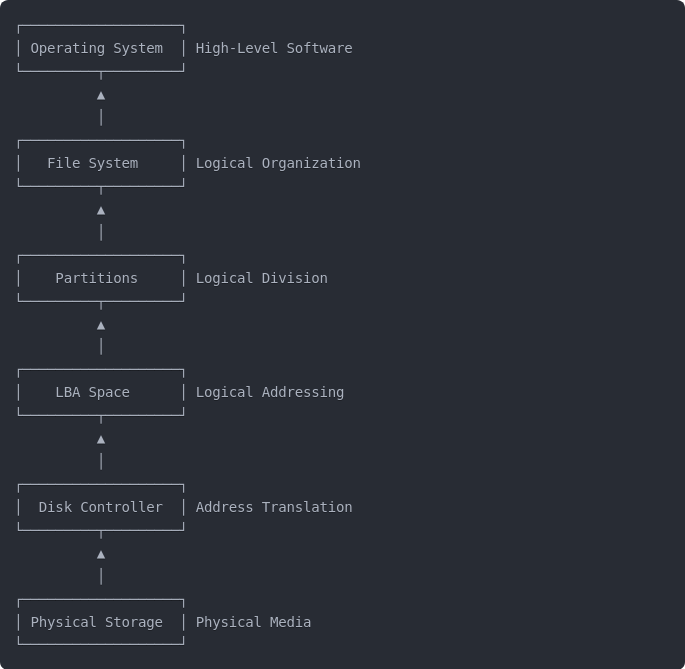 Operating System High-Level Software
File System Logical Organization
Partitions Logical Division
LBA Space Logical Addressing
Disk Controller Address Translation
Physical Storage Physical Media